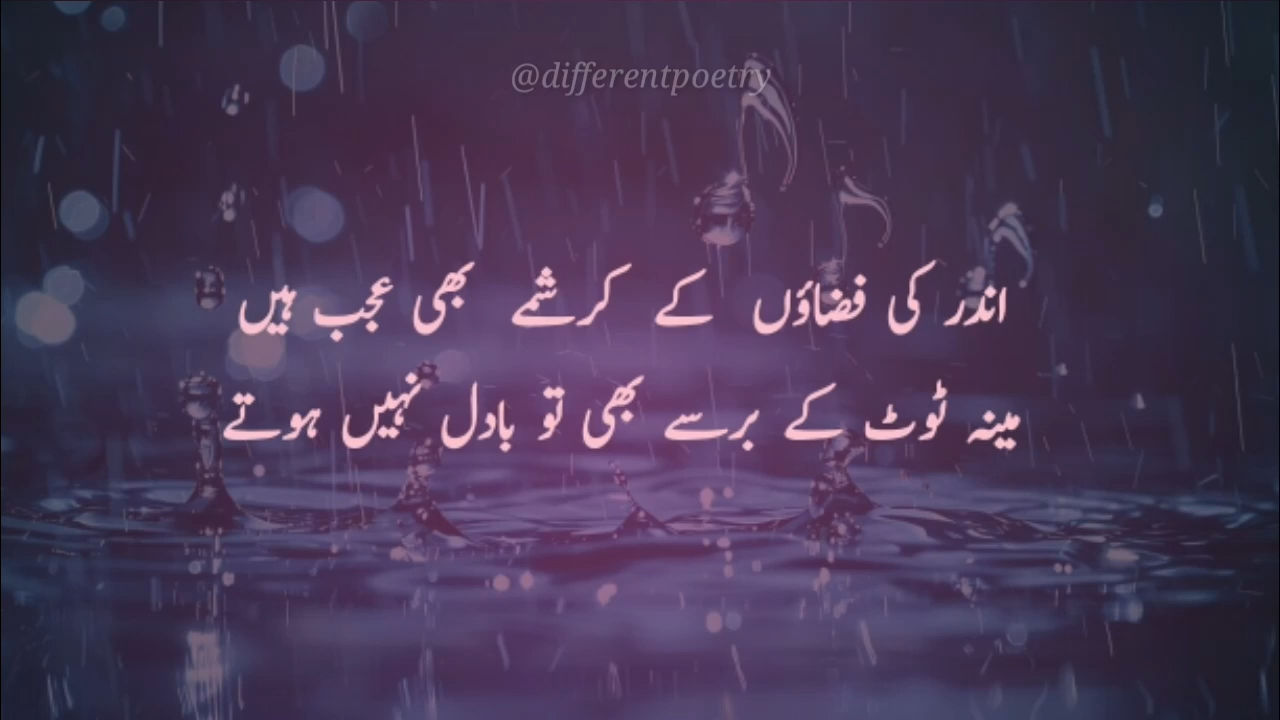 @differentpoetry
اندر کی فضاؤں کے کرشمے بھی عجب ہیں
مینہ ٹوٹ کے برسے بھی تو بادل نہیں ہوتے